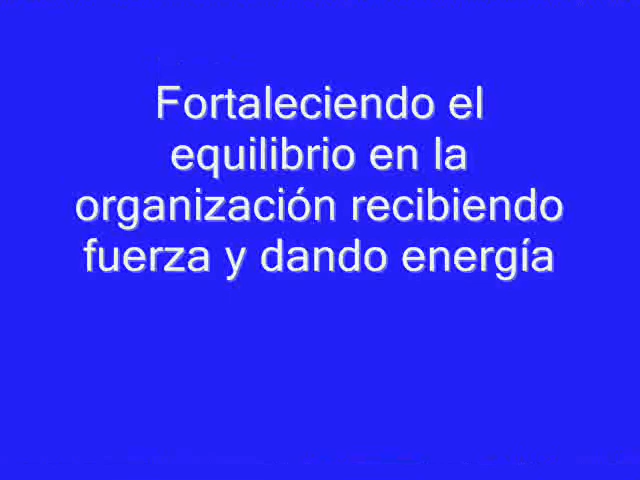 Fortaleciendo el
equilibrio en la
organización recibiendo
fuerza y dando energía